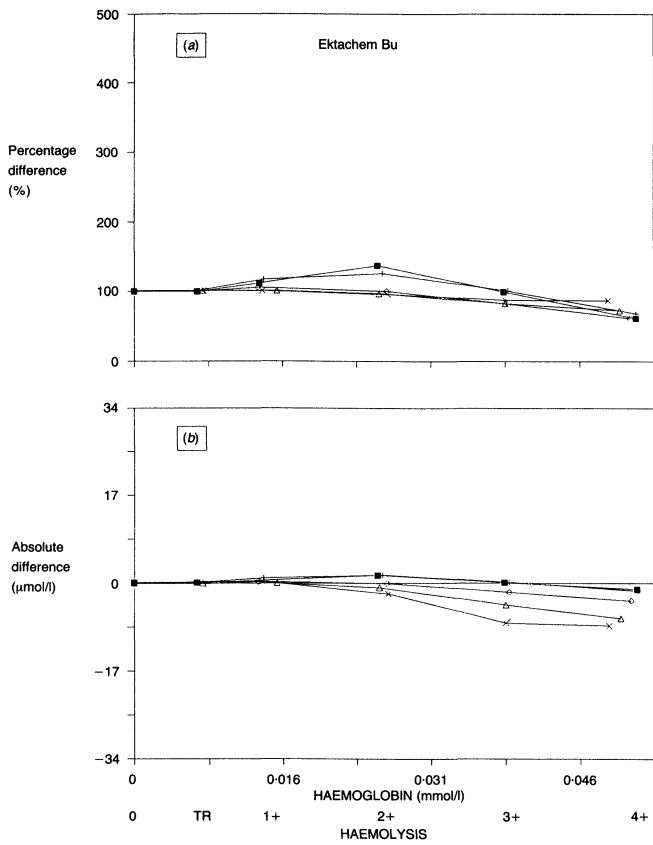 500
(a)
Ektachem Bu
400
300
Percentage
difference
(%)
200
100
0
34
(b)
17
Absolute
difference
(μmol/l)
0
−17
−34
0 0·016 0·031 0·046
HAEMOGLOBIN (mmol/l)
0 TR 1+ 2+ 3+ 4+
HAEMOLYSIS